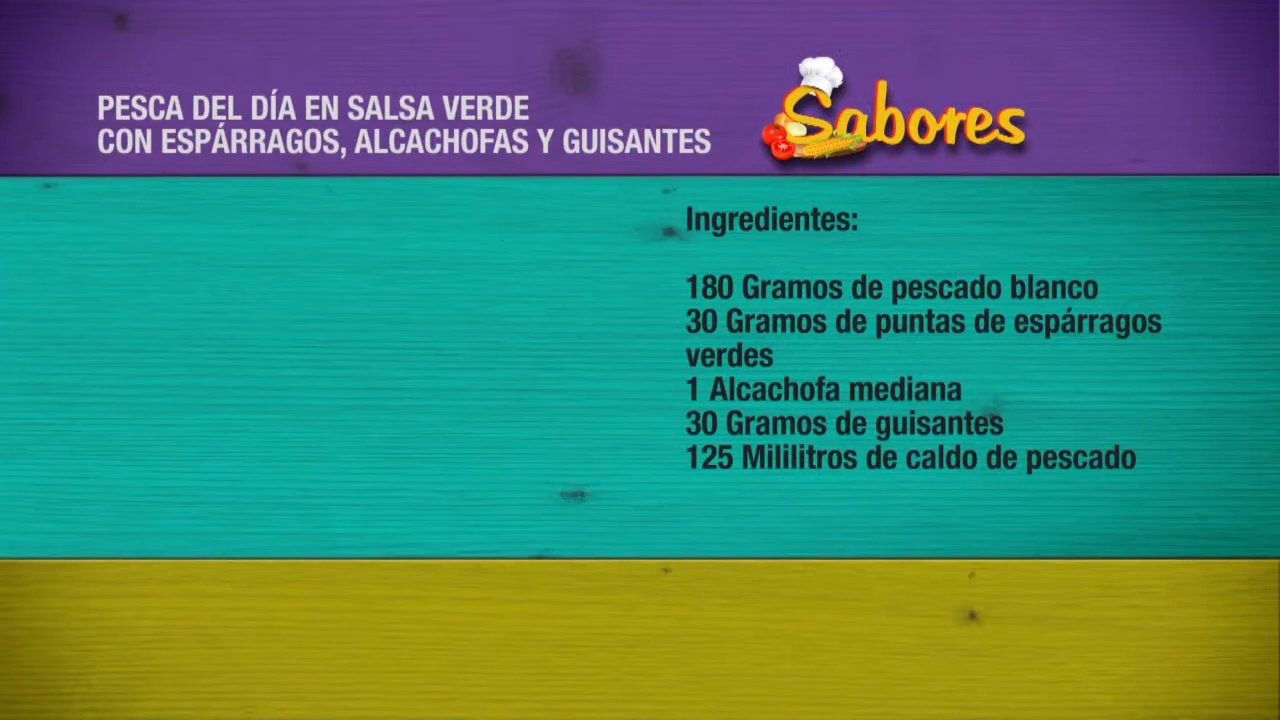 PESCA DEL DÍA EN SALSA VERDE
CON ESPÁRRAGOS, ALCACHOFAS Y GUISANTES
Sabores
Ingredientes:
180 Gramos de pescado blanco
30 Gramos de puntas de espárragos
verdes
1 Alcachofa mediana
30 Gramos de guisantes
125 Mililitros de caldo de pescado